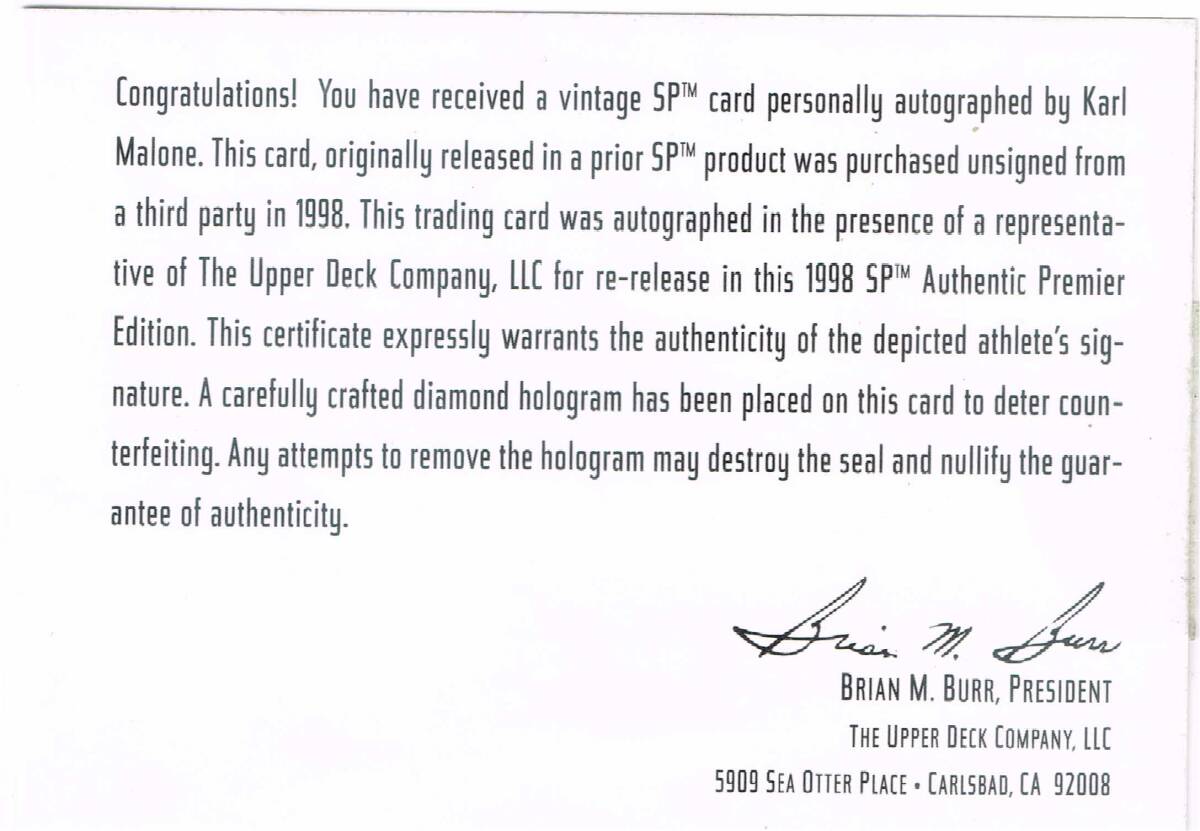 Congratulations!  You have received a vintage SP™ card personally autographed by Karl
Malone. This card, originally released in a prior SP™ product was purchased unsigned from
a third party in 1998. This trading card was autographed in the presence of a representa-
tive of The Upper Deck Company, LLC for re-release in this 1998 SP™ Authentic Premier
Edition. This certificate expressly warrants the authenticity of the depicted athlete's sig-
nature. A carefully crafted diamond hologram has been placed on this card to deter coun-
terfeiting. Any attempts to remove the hologram may destroy the seal and nullify the guar-
antee of authenticity.
Brian M. Burr
BRIAN M. BURR, PRESIDENT
THE UPPER DECK COMPANY, LLC
5909 SEA OTTER PLACE • CARLSBAD, CA 92008